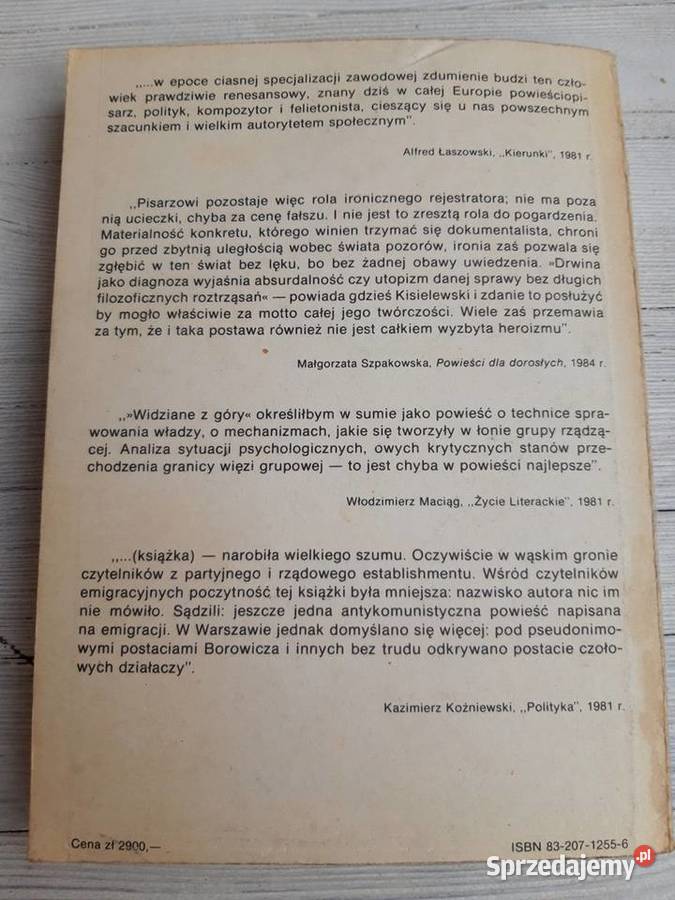 „...w epoce ciasnej specjalizacji zawodowej zdumienie budzi ten czło-
wiek prawdziwie renesansowy, znany dziś w całej Europie powieściopi-
sarz, polityk, kompozytor i felietonista, cieszący się u nas powszechnym
szacunkiem i wielkim autorytetem społecznym".
Alfred Łaszowski, „Kierunki", 1981 r.
„Pisarzowi pozostaje więc rola ironicznego rejestratora; nie ma poza
nią ucieczki, chyba za cenę fałszu. I nie jest to zresztą rola do pogardzenia.
Materialność konkretu, którego winien trzymać się dokumentalista, chroni
go przed zbytnią uległością wobec świata pozorów, ironia zaś pozwala się
zgłębić w ten świat bez lęku, bo bez żadnej obawy uwiedzenia. »Drwina
jako diagnoza wyjaśnia absurdalność czy utopizm danej sprawy bez długich
filozoficznych roztrząsań« — powiada gdzieś Kisielewski i zdanie to posłużyć
by mogło właściwie za motto całej jego twórczości. Wiele zaś przemawia
za tym, że i taka postawa również nie jest całkiem wyzbyta heroizmu".
Małgorzata Szpakowska, Powieści dla dorosłych, 1984 r.
„»Widziane z góry« określiłbym w sumie jako powieść o technice spra-
wowania władzy, o mechanizmach, jakie się tworzyły w łonie grupy rządzą-
cej. Analiza sytuacji psychologicznych, owych krytycznych stanów prze-
chodzenia granicy więzi grupowej — to jest chyba w powieści najlepsze".
Włodzimierz Maciąg, „Życie Literackie", 1981 r.
„...(książka) — narobiła wielkiego szumu. Oczywiście w wąskim gronie
czytelników z partyjnego i rządowego establishmentu. Wśród czytelników
emigracyjnych poczytność tej książki była mniejsza: nazwisko autora nic im
nie mówiło. Sądzili: jeszcze jedna antykomunistyczna powieść napisana
na emigracji. W Warszawie jednak domyślano się więcej: pod pseudonimo-
wymi postaciami Borowicza i innych bez trudu odkrywano postacie czoło-
wych działaczy".
Kazimierz Koźniewski, „Polityka", 1981 r.
Cena zł 2900,—
ISBN 83-207-1255-6
Sprzedajemy.pl